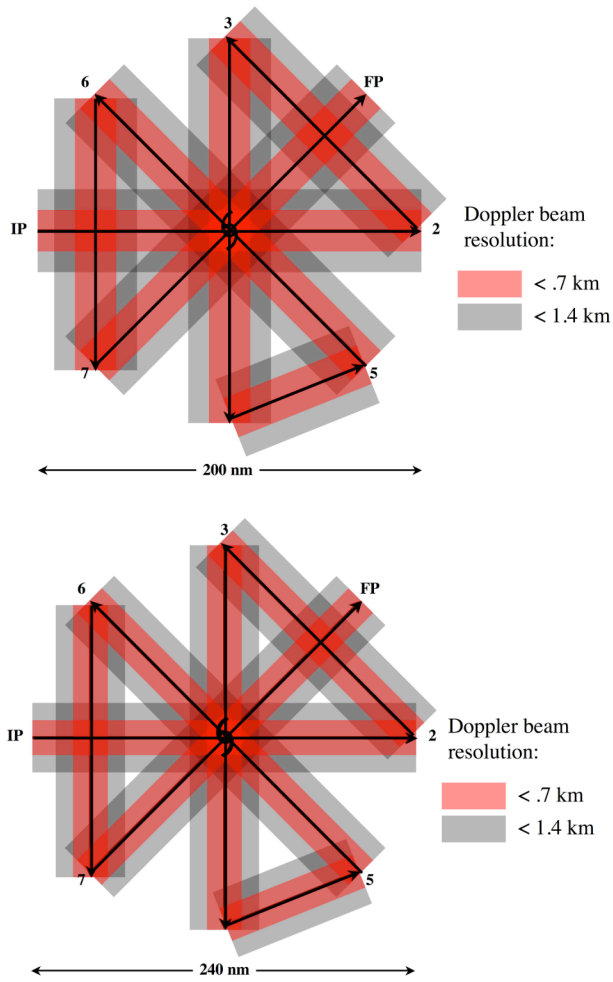 3
6
FP
IP
2
Doppler beam
resolution:
< .7 km
< 1.4 km
7
5
200 nm
3
6
FP
IP
2
Doppler beam
resolution:
< .7 km
< 1.4 km
7
5
240 nm